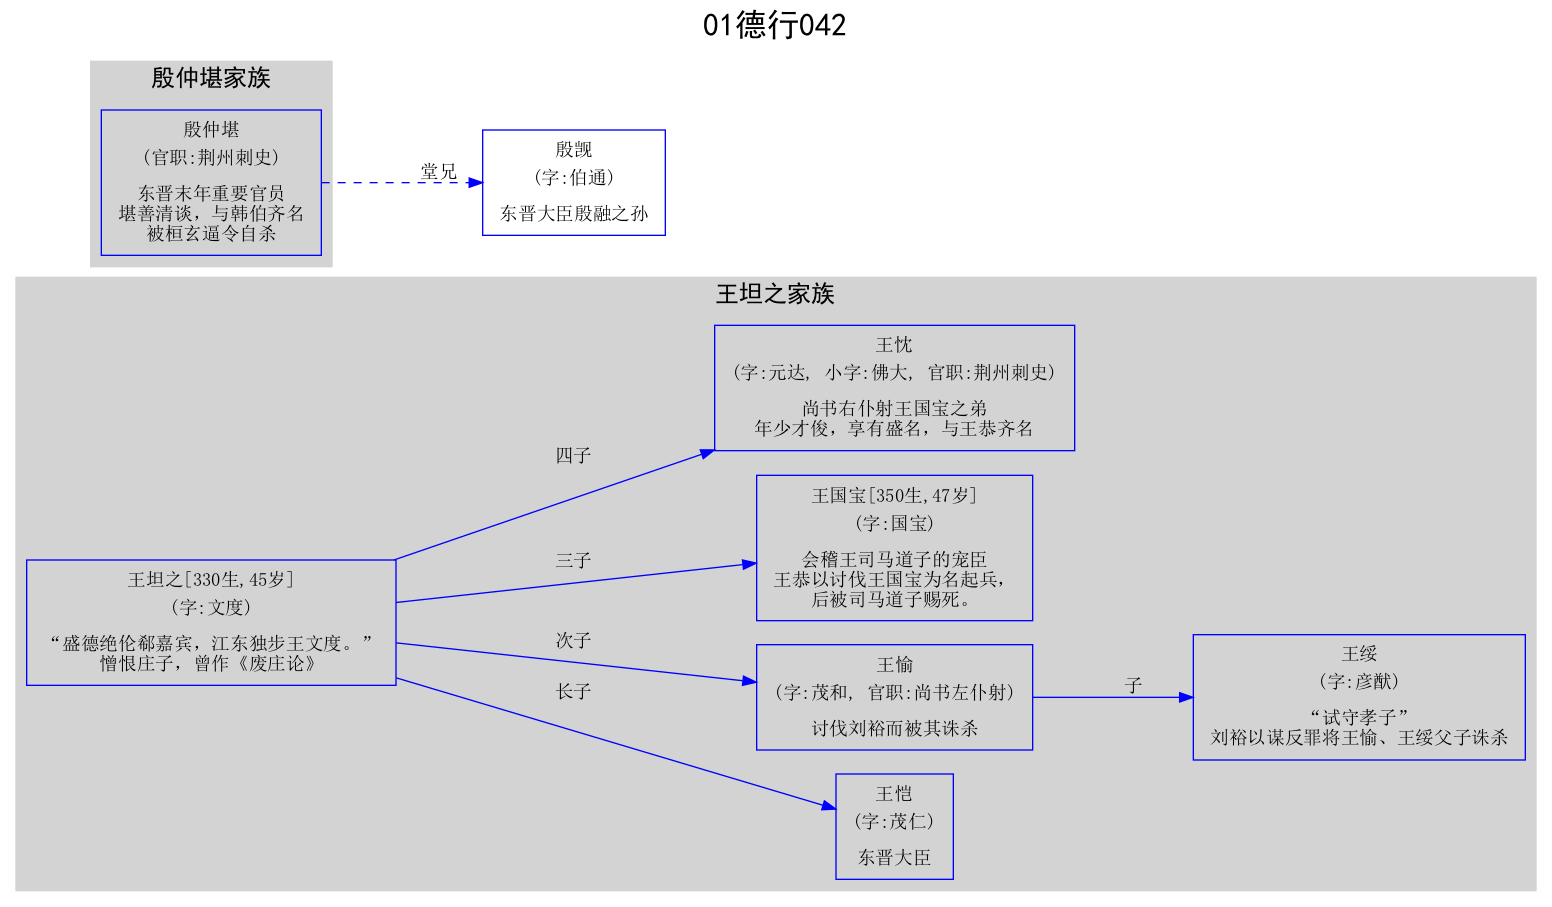 01德行042
殷仲堪家族
殷仲堪
(官职:荆州刺史)
东晋末年重要官员
堪善清谈，与韩伯齐名
被桓玄逼令自杀
堂兄
殷觊
(字:伯通)
东晋大臣殷融之孙
王坦之家族
王坦之[330生,45岁]
(字:文度)
“盛德绝伦郗嘉宾，江东独步王文度。”
憎恨庄子，曾作《废庄论》
四子
王忱
(字:元达, 小字:佛大, 官职:荆州刺史)
尚书右仆射王国宝之弟
年少才俊，享有盛名，与王恭齐名
三子
王国宝[350生,47岁]
(字:国宝)
会稽王司马道子的宠臣
王恭以讨伐王国宝为名起兵，
后被司马道子赐死。
次子
王愉
(字:茂和, 官职:尚书左仆射)
讨伐刘裕而被其诛杀
子
王绥
(字:彦猷)
“试守孝子”
刘裕以谋反罪将王愉、王绥父子诛杀
长子
王恺
(字:茂仁)
东晋大臣